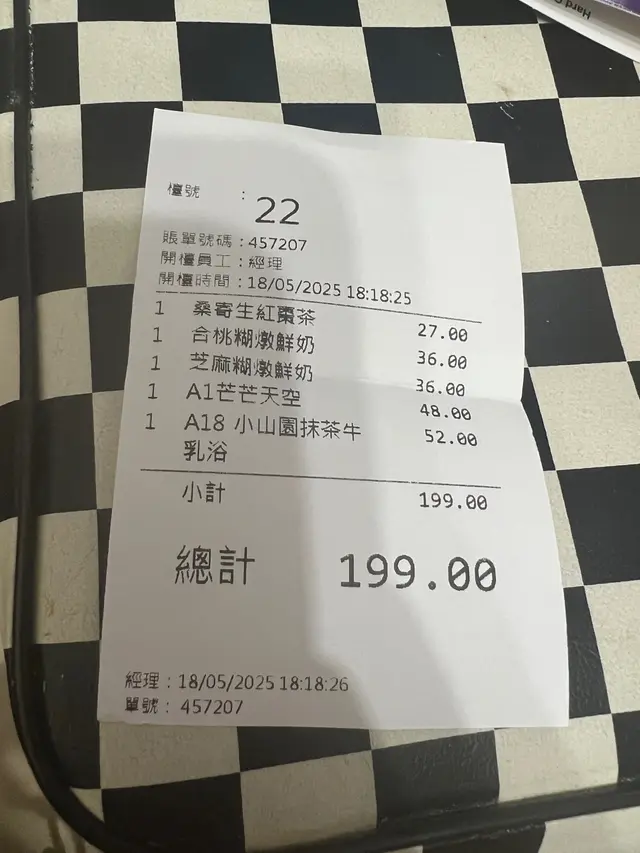 Hard
檯號 : 22
賬單號碼：457207
開檯員工：經理
開檯時間：18/05/2025 18:18:25
1 桑寄生紅棗茶 27.00
1 合桃糊燉鮮奶 36.00
1 芝麻糊燉鮮奶 36.00
1 A1芒芒天空 48.00
1 A18 小山園抹茶牛 52.00
乳浴
小計 199.00
總計 199.00
經理：18/05/2025 18:18:26
單號： 457207